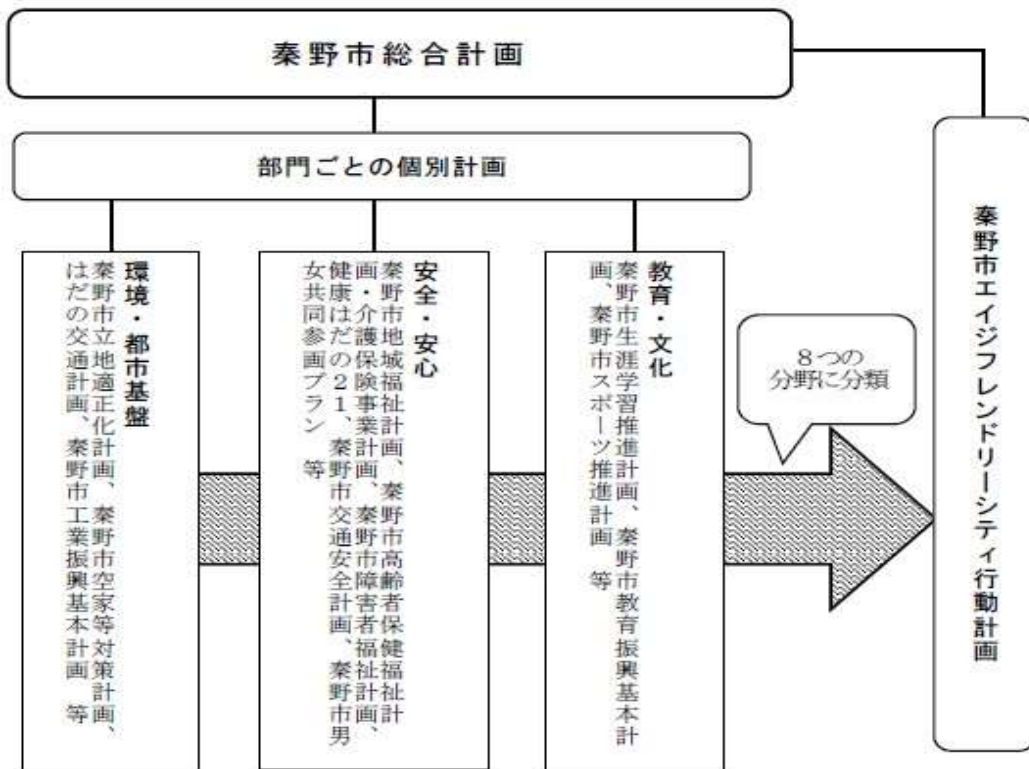 秦野市総合計画
部門ごとの個別計画
環境・都市基盤
秦野市立地適正化計画、秦野市空家等対策計画、
はだの交通計画、秦野市工業振興基本計画 等
安全・安心
秦野市地域福祉計画、秦野市高齢者保健福祉計
画・介護保険事業計画、秦野市障害者福祉計画、
健康はだの21、秦野市交通安全計画、秦野市男
女共同参画プラン 等
教育・文化
秦野市生涯学習推進計画、秦野市教育振興基本計
画、秦野市スポーツ推進計画 等
8つの
分野に分類
秦野市エイジフレンドリーシティ行動計画